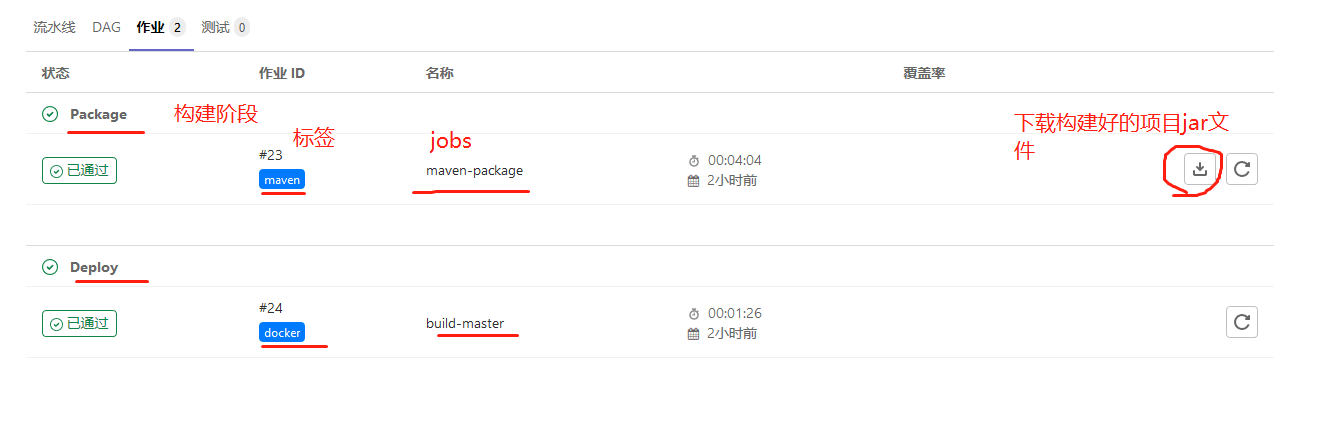 流水线 DAG 作业 2 测试 0
状态 作业 ID 名称 覆盖率
Package 构建阶段
标签
jobs
下载构建好的项目jar文
件
已通过 #23 maven maven-package 00:04:04 2小时前
Deploy
已通过 #24 docker build-master 00:01:26 2小时前